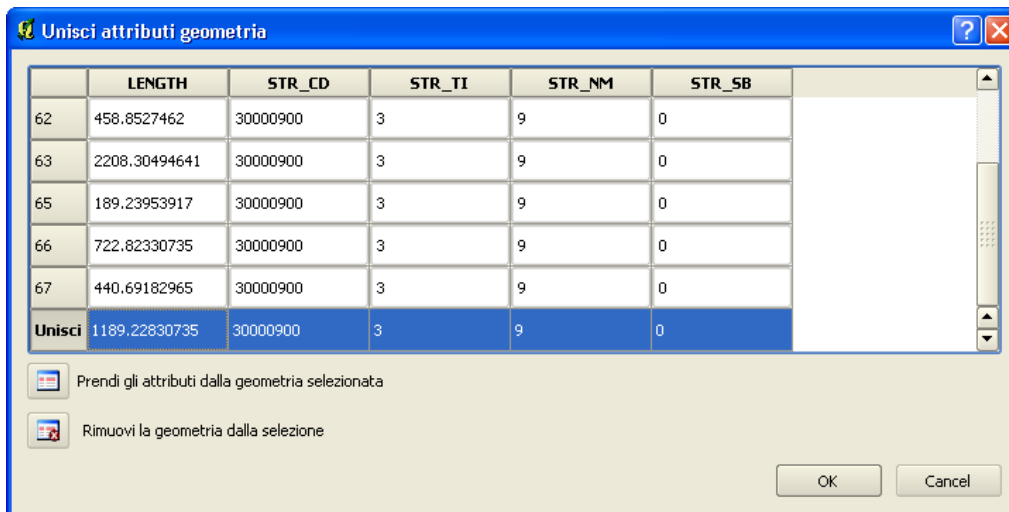 Unisci attributi geometria
LENGTH STR_CD STR_TI STR_NM STR_SB
62 458.8527462 30000900 3 9 0
63 2208.30494641 30000900 3 9 0
65 189.23953917 30000900 3 9 0
66 722.82330735 30000900 3 9 0
67 440.69182965 30000900 3 9 0
Unisci 1189.22830735 30000900 3 9 0
Prendi gli attributi dalla geometria selezionata
Rimuovi la geometria dalla selezione
OK Cancel